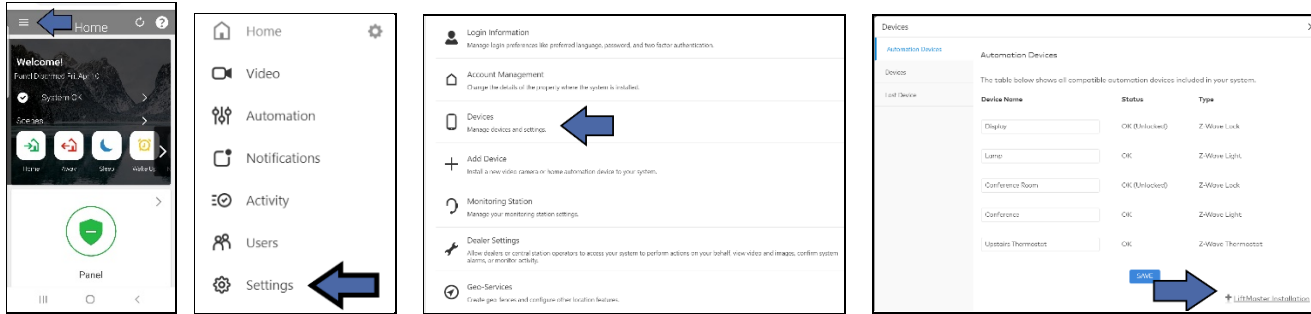 Home
Welcome!
Panel Disarmed Fri, Apr 10
System OK
Scenes
Home Away Sleep Wake Up
Panel
Home
Video
Automation
Notifications
Activity
Users
Settings
Login Information
Manage login preferences like preferred language, password, and two factor authentication.
Account Management
Change the details of the property where the system is installed.
Devices
Manage devices and settings.
Add Device
Install a new video camera or home automation device to your system.
Monitoring Station
Manage your monitoring station settings.
Dealer Settings
Allow dealers or central station operators to access your system to perform actions on your behalf, view video and images, confirm system
alarms, or monitor activity.
Geo-Services
Create geo-fences and configure other location features.
Devices
Automation Devices
Devices
Lost Device
Automation Devices
The table below shows all compatible automation devices included in your system.
Device Name Status Type
Display OK (Unlocked) Z-Wave Lock
Lamp OK Z-Wave Light
Conference Room OK (Unlocked) Z-Wave Lock
Conference OK Z-Wave Light
Upstairs Thermostat OK Z-Wave Thermostat
SAVE
LiftMaster Installation